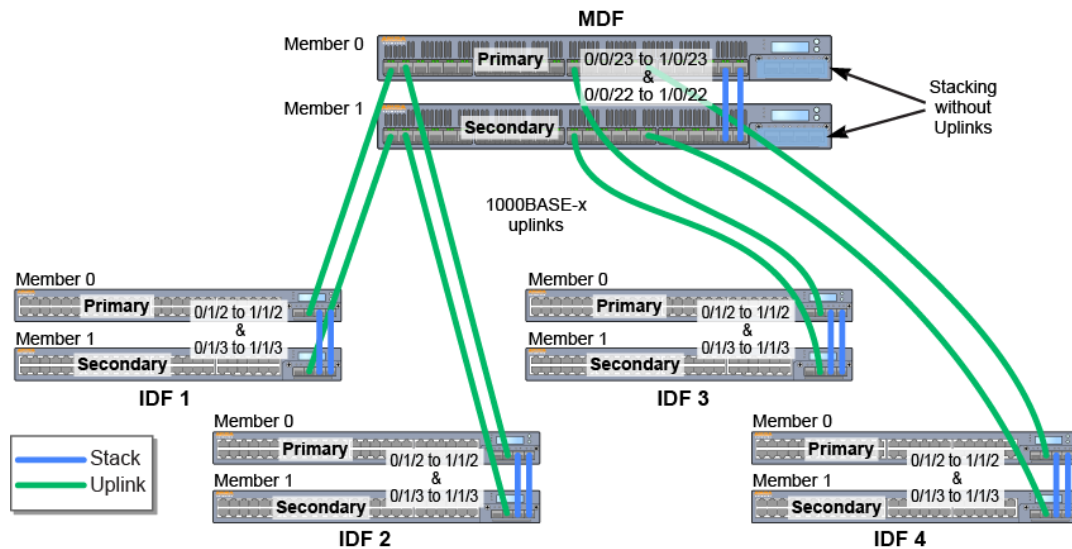 MDF
Member 0
Primary
0/0/23 to 1/0/23
&
0/0/22 to 1/0/22
Member 1
Secondary
Stacking
without
Uplinks
1000BASE-x
uplinks
Member 0
Primary
0/1/2 to 1/1/2
&
0/1/3 to 1/1/3
Member 1
Secondary
IDF 1
Member 0
Primary
0/1/2 to 1/1/2
&
0/1/3 to 1/1/3
Member 1
Secondary
IDF 3
Member 0
Primary
0/1/2 to 1/1/2
&
0/1/3 to 1/1/3
Member 1
Secondary
IDF 2
Member 0
Primary
0/1/2 to 1/1/2
&
0/1/3 to 1/1/3
Member 1
Secondary
IDF 4
Stack
Uplink